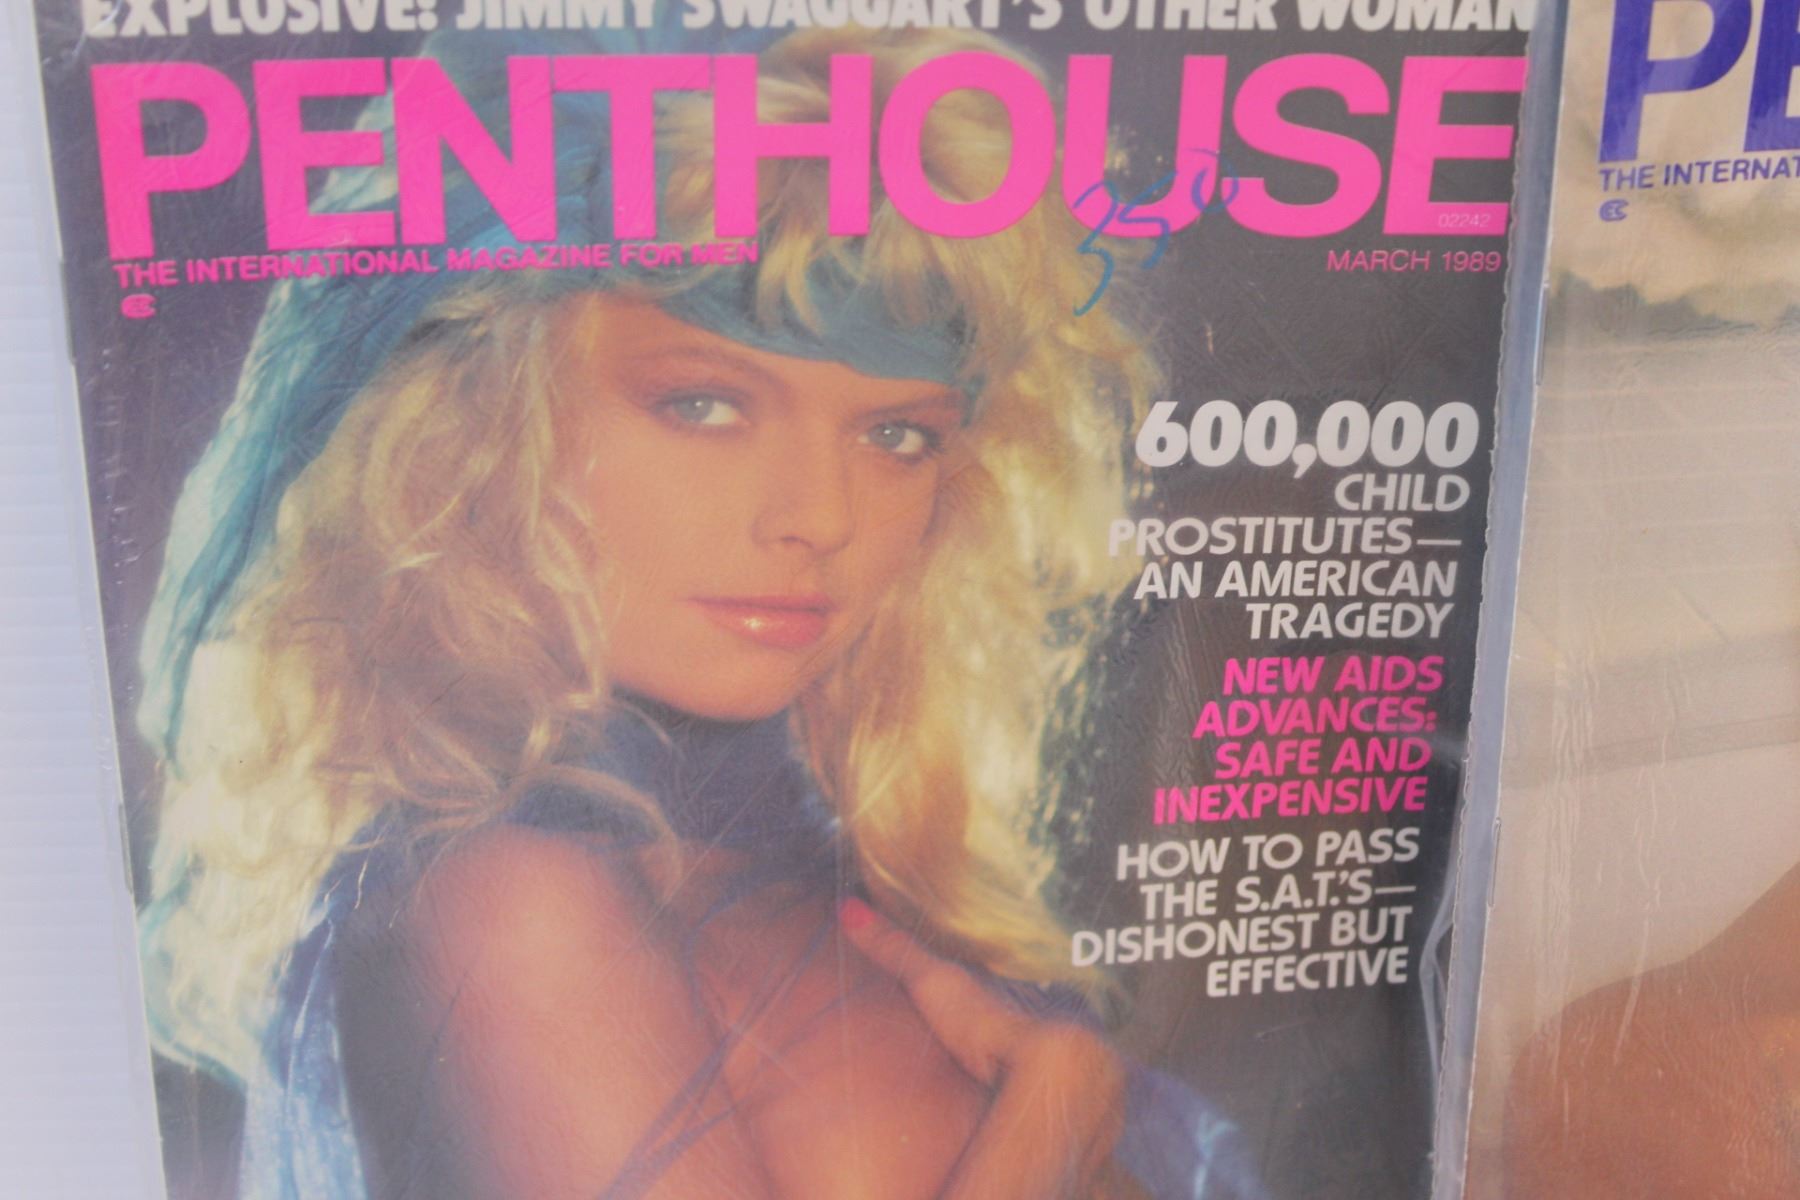 EXPLOSIVE: JIMMY SWAGGART'S OTHER WOMAN
PENTHOUSE
02242
THE INTERNATIONAL MAGAZINE FOR MEN
MARCH 1989
350
600,000
CHILD
PROSTITUTES—
AN AMERICAN
TRAGEDY
NEW AIDS
ADVANCES:
SAFE AND
INEXPENSIVE
HOW TO PASS
THE S.A.T.'S—
DISHONEST BUT
EFFECTIVE
PE
THE INTERNAT